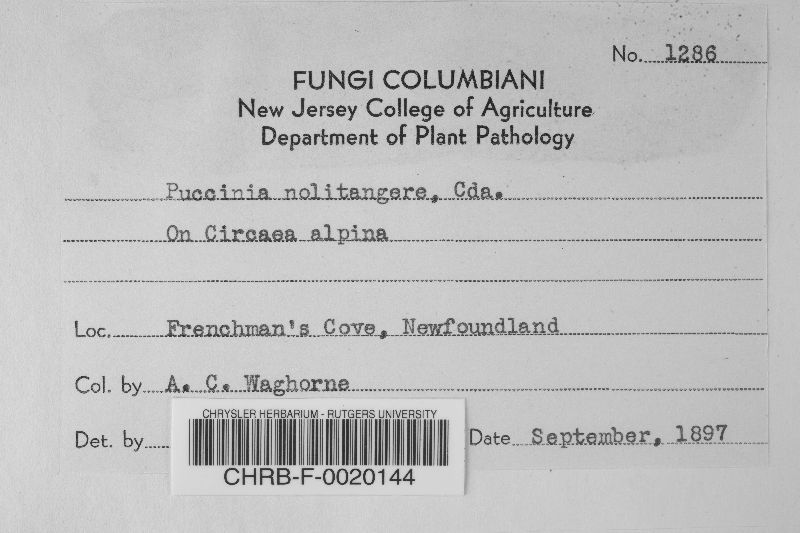 No. 1286
FUNGI COLUMBIANI
New Jersey College of Agriculture
Department of Plant Pathology
Puccinia nolitangere, Cda.
On Circaea alpina
Loc. Frenchman's Cove, Newfoundland
Col. by A. C. Waghorne
Det. by
Date September, 1897
CHRYSLER HERBARIUM - RUTGERS UNIVERSITY
CHRB-F-0020144